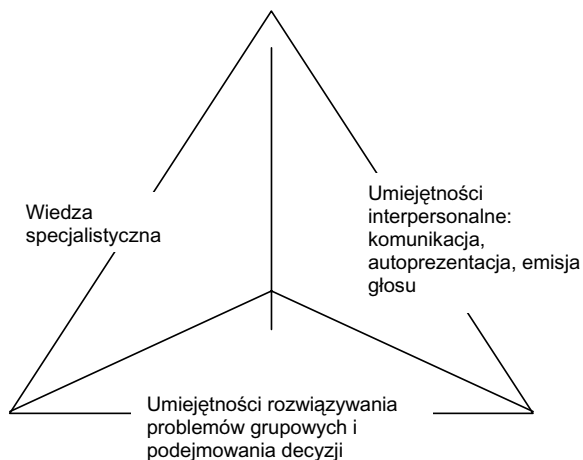 Wiedza
specjalistyczna
Umiejętności
interpersonalne:
komunikacja,
autoprezentacja, emisja
głosu
Umiejętności rozwiązywania
problemów grupowych i
podejmowania decyzji